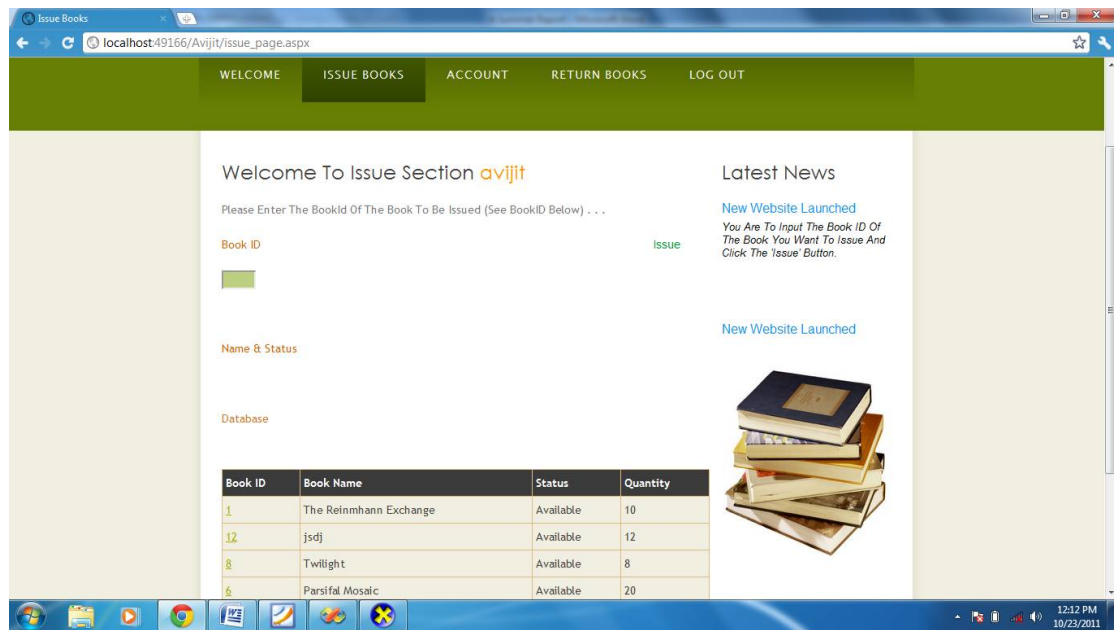 Issue Books
localhost:49166/Avijit/issue_page.aspx
WELCOME ISSUE BOOKS ACCOUNT RETURN BOOKS LOG OUT
Welcome To Issue Section avijit
Please Enter The BookId Of The Book To Be Issued (See BookID Below) . . .
Book ID Issue
Name & Status
Database
Book ID Book Name Status Quantity
1 The Reinmhann Exchange Available 10
12 jsdj Available 12
8 Twilight Available 8
6 Parsifal Mosaic Available 20
Latest News
New Website Launched
You Are To Input The Book ID Of
The Book You Want To Issue And
Click The 'Issue' Button.
New Website Launched
12:12 PM
10/23/2011